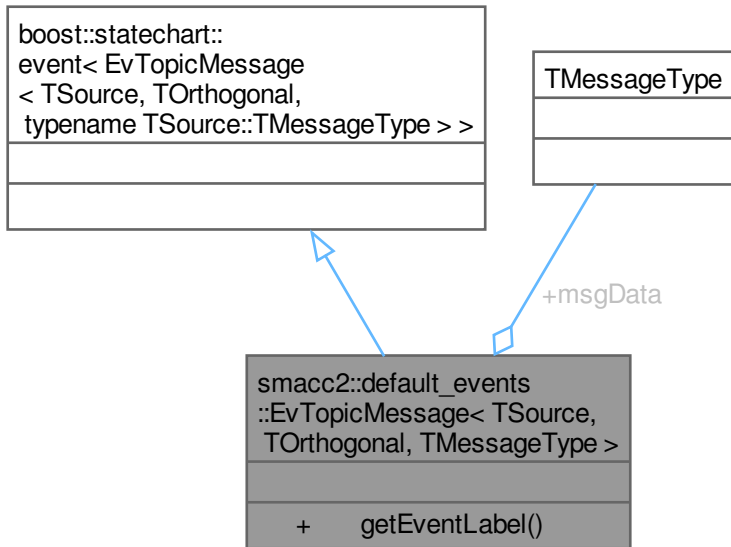 boost::statechart::
event< EvTopicMessage
< TSource, TOrthogonal,
typename TSource::TMessageType > >
TMessageType
+msgData
smacc2::default_events
::EvTopicMessage< TSource,
TOrthogonal, TMessageType >
+ getEventLabel()